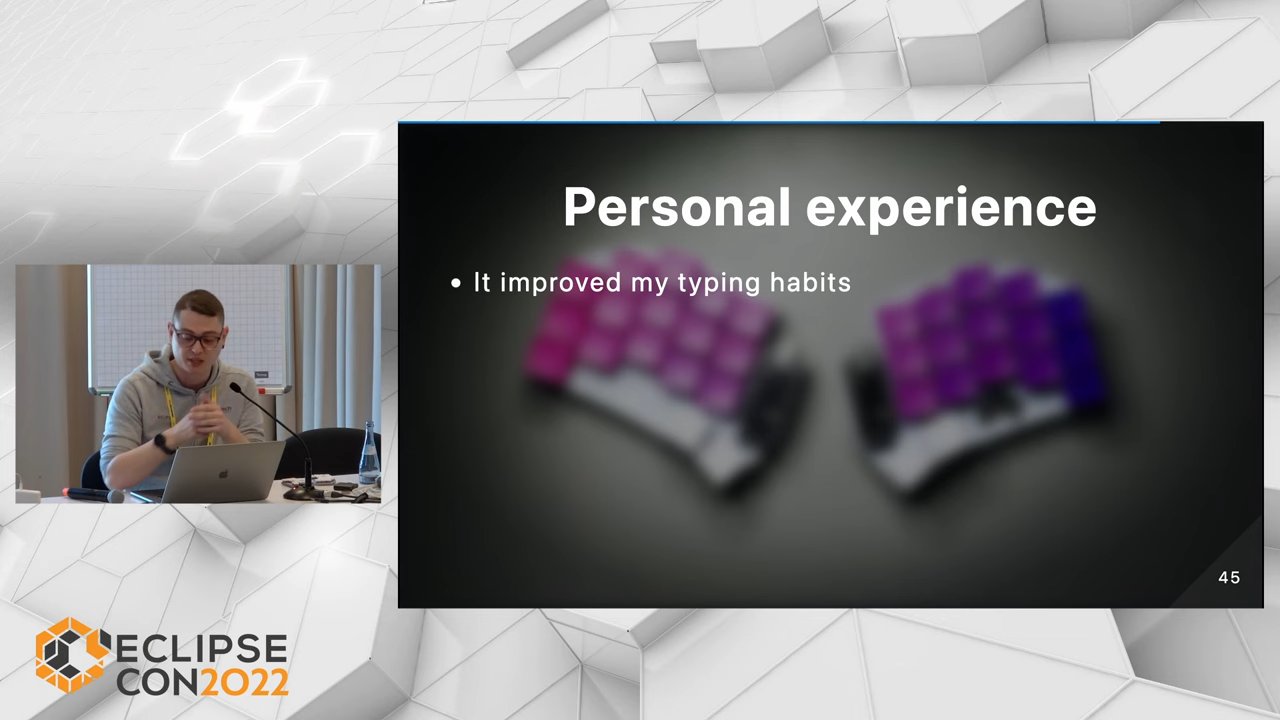 Personal experience
• It improved my typing habits
45
ECLIPSE
CON2022